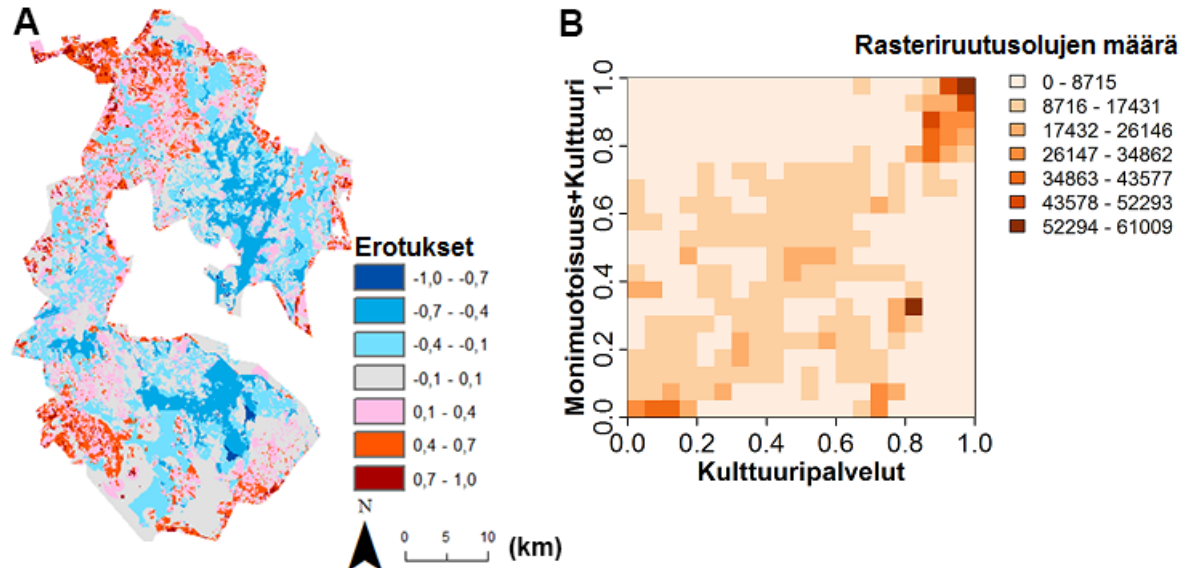 A
Erotukset
-1,0 - -0,7
-0,7 - -0,4
-0,4 - -0,1
-0,1 - 0,1
0,1 - 0,4
0,4 - 0,7
0,7 - 1,0
N
0 5 10 (km)
B
Rasteriruutusolujen määrä
0 - 8715
8716 - 17431
17432 - 26146
26147 - 34862
34863 - 43577
43578 - 52293
52294 - 61009
Monimuotoisuus+Kulttuuri
1.0
0.8
0.6
0.4
0.2
0.0
0.0 0.2 0.4 0.6 0.8 1.0
Kulttuuripalvelut